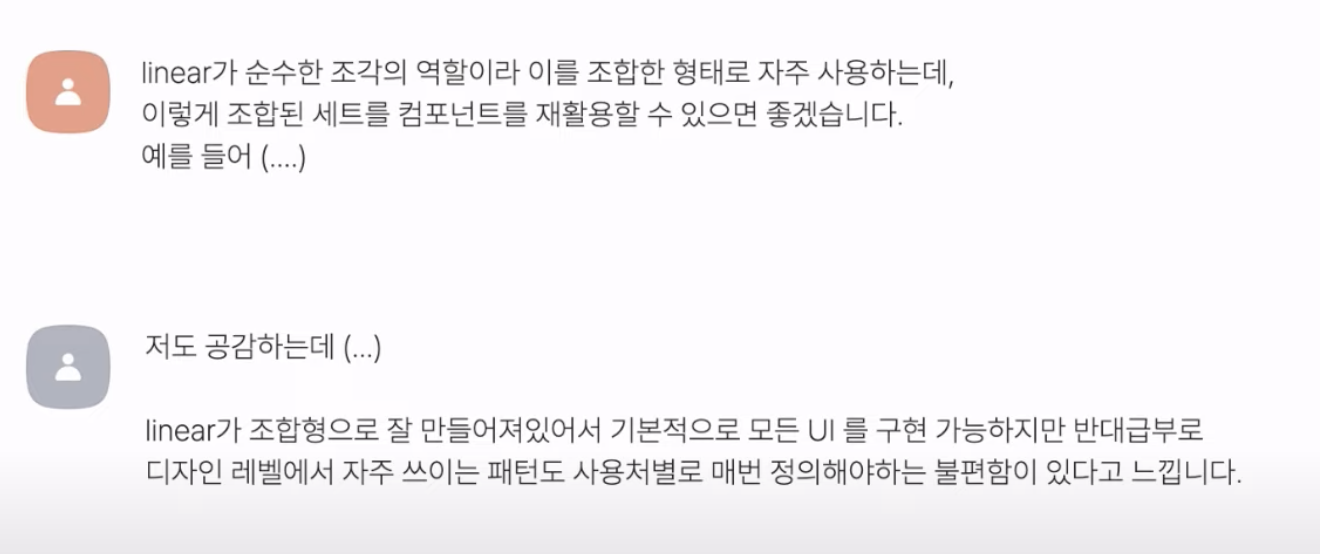 linear가 순수한 조각의 역할이라 이를 조합한 형태로 자주 사용하는데,
이렇게 조합된 세트를 컴포넌트를 재활용할 수 있으면 좋겠습니다.
예를 들어 (....)
저도 공감하는데 (...)
linear가 조합형으로 잘 만들어져있어서 기본적으로 모든 UI 를 구현 가능하지만 반대급부로
디자인 레벨에서 자주 쓰이는 패턴도 사용처별로 매번 정의해야하는 불편함이 있다고 느낍니다.